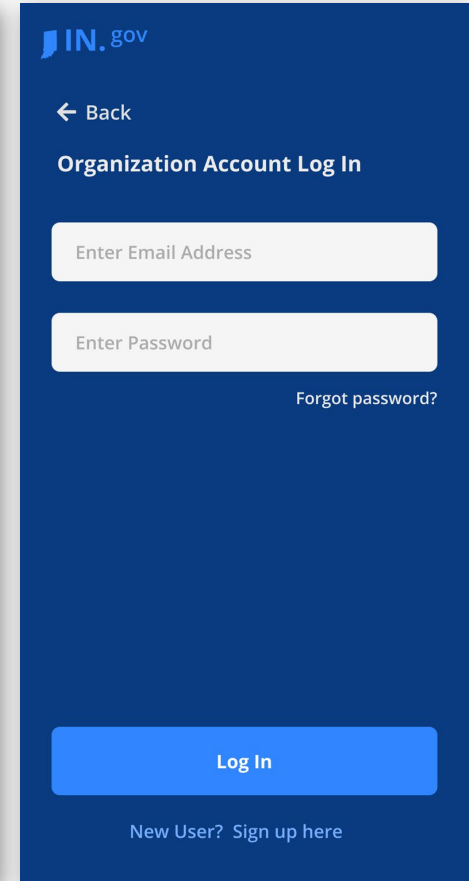 IN.gov
← Back
Organization Account Log In
Enter Email Address
Enter Password
Forgot password?
Log In
New User? Sign up here